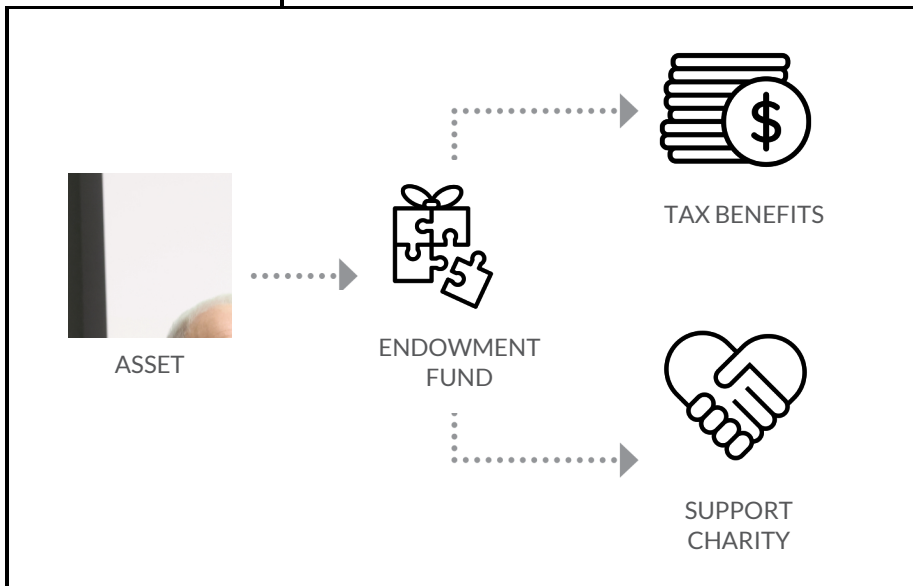 $
TAX BENEFITS
ASSET
ENDOWMENT
FUND
SUPPORT
CHARITY